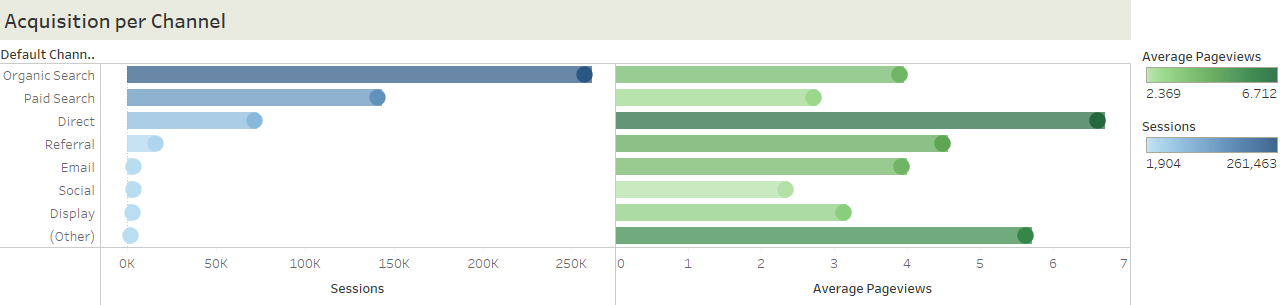 Acquisition per Channel
Default Chann..
Organic Search
Paid Search
Direct
Referral
Email
Social
Display
(Other)
0K 50K 100K 150K 200K 250K
Sessions
0 1 2 3 4 5 6 7
Average Pageviews
Average Pageviews
2.369 6.712
Sessions
1,904 261,463